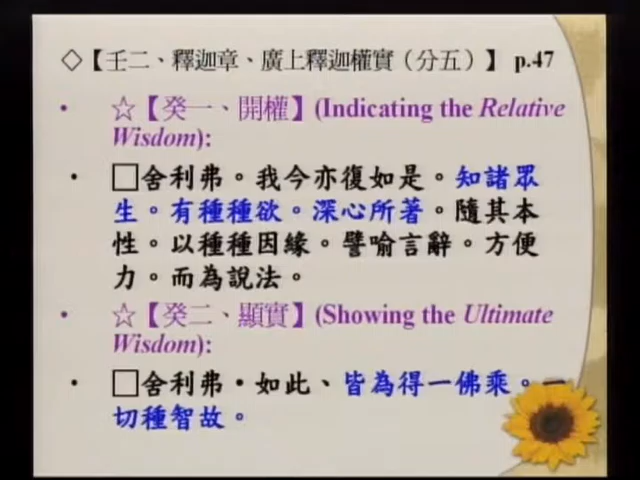 ◇【壬二、釋迦章、廣上釋迦權實（分五）】 p.47
• ☆【癸一、開權】(Indicating the Relative
Wisdom):
• □舍利弗。我今亦復如是。知諸眾
生。有種種欲。深心所著。隨其本
性。以種種因緣。譬喻言辭。方便
力。而為說法。
• ☆【癸二、顯實】(Showing the Ultimate
Wisdom):
• □舍利弗•如此、皆為得一佛乘。一
切種智故。